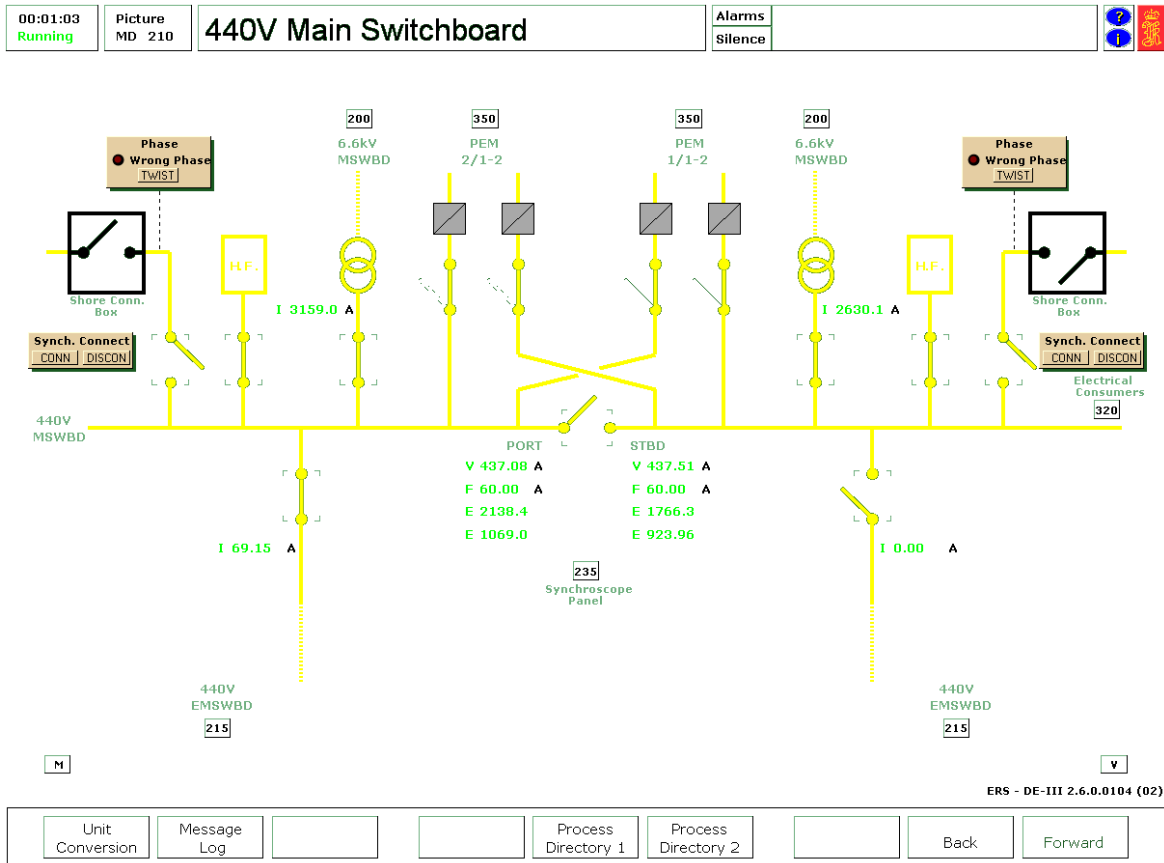 00:01:03
Running
Picture
MD 210
440V Main Switchboard
Alarms
Silence
?
i
200
350
350
200
6.6kV
MSWBD
PEM
2/1-2
PEM
1/1-2
6.6kV
MSWBD
Phase
Wrong Phase
TWIST
Phase
Wrong Phase
TWIST
H.F.
H.F.
Shore Conn.
Box
Shore Conn.
Box
I 3159.0 A
I 2630.1 A
Synch. Connect
CONN DISCON
Synch. Connect
CONN DISCON
Electrical
Consumers
320
440V
MSWBD
PORT
STBD
V 437.08 A
V 437.51 A
F 60.00 A
F 60.00 A
E 2138.4
E 1766.3
E 1069.0
E 923.96
I 69.15 A
I 0.00 A
235
Synchroscope
Panel
440V
EMSWBD
215
440V
EMSWBD
215
M
V
ERS - DE-III 2.6.0.0104 (02)
Unit
Conversion
Message
Log
Process
Directory 1
Process
Directory 2
Back
Forward